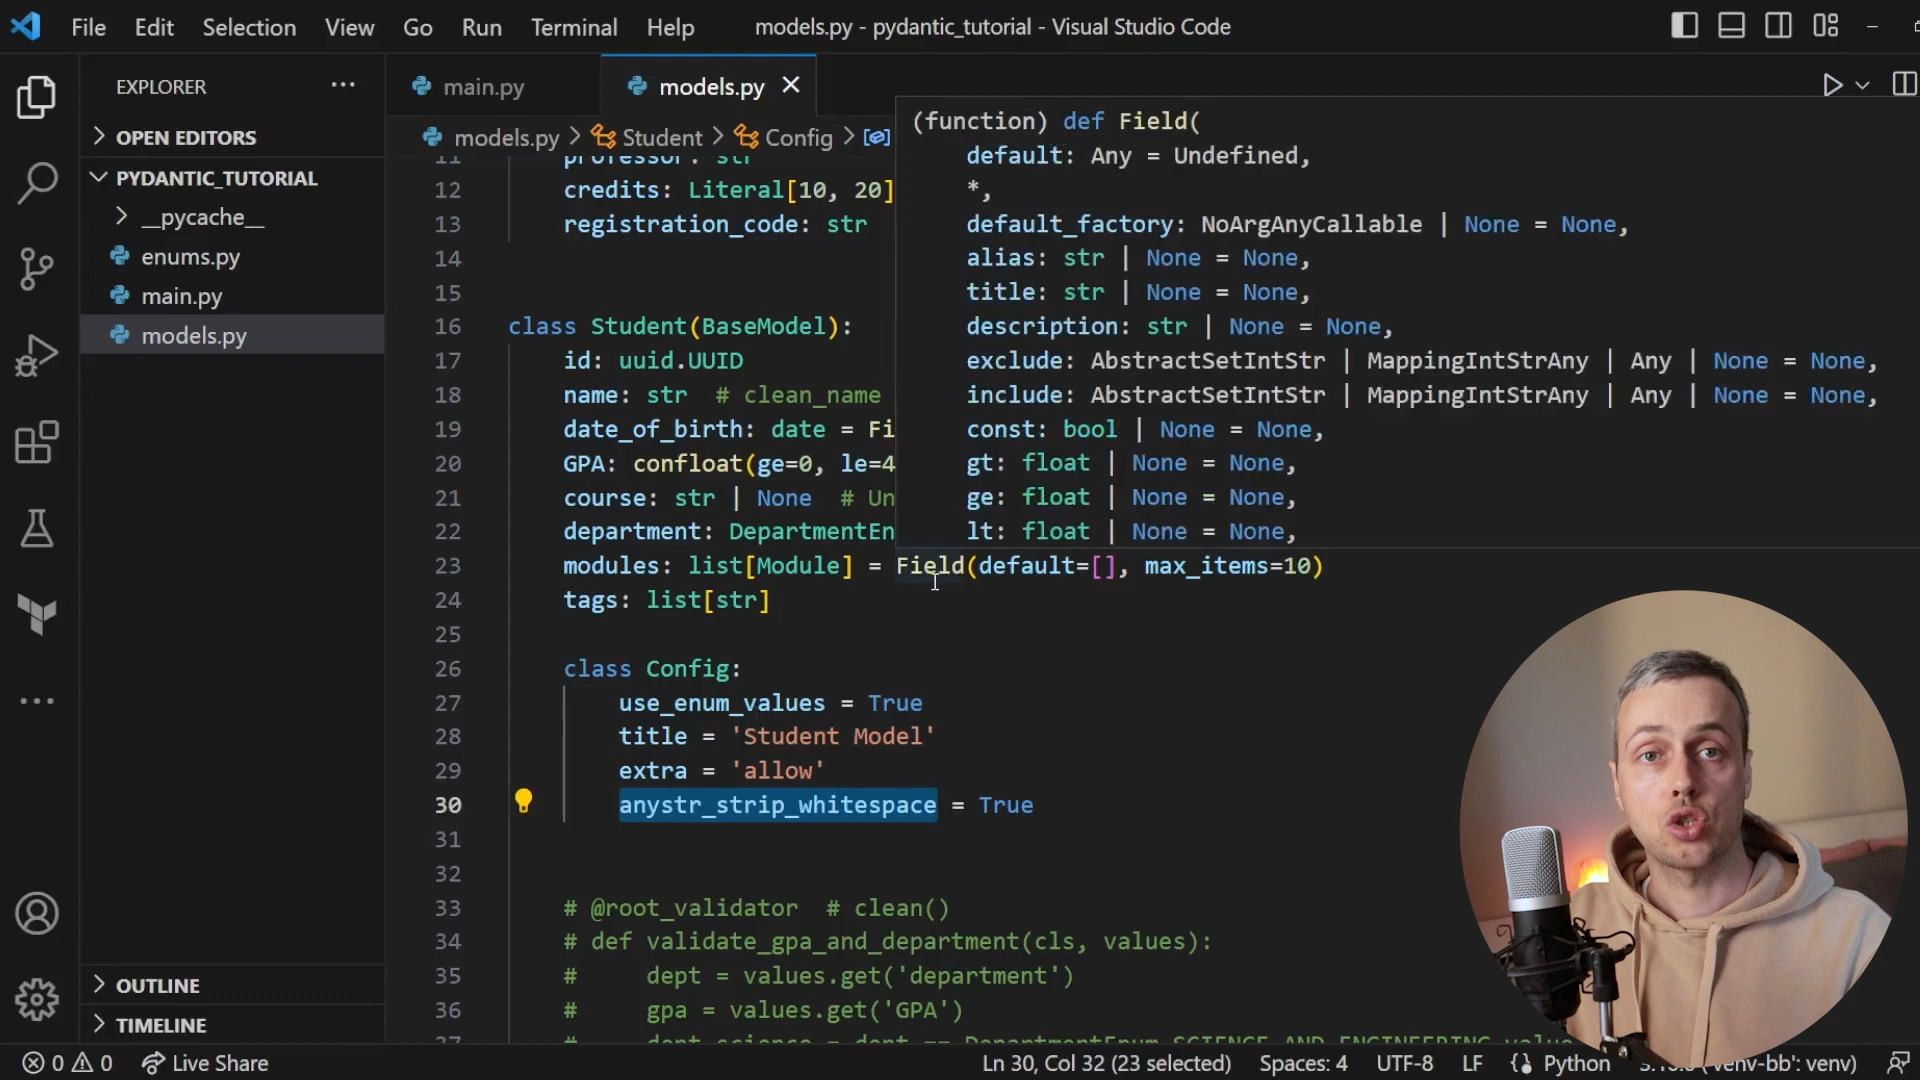 File Edit Selection View Go Run Terminal Help models.py - pydantic_tutorial - Visual Studio Code
EXPLORER
OPEN EDITORS
PYDANTIC_TUTORIAL
__pycache__
enums.py
main.py
models.py
OUTLINE
TIMELINE
main.py models.py
models.py > Student > Config >
11 professor: str
12 credits: Literal[10, 20]
13 registration_code: str
14
15
16 class Student(BaseModel):
17 id: uuid.UUID
18 name: str # clean_name
19 date_of_birth: date = Fi
20 GPA: confloat(ge=0, le=4
21 course: str | None # Un
22 department: DepartmentEn
23 modules: list[Module] = Field(default=[], max_items=10)
24 tags: list[str]
25
26 class Config:
27 use_enum_values = True
28 title = 'Student Model'
29 extra = 'allow'
30 anystr_strip_whitespace = True
31
32
33 # @root_validator # clean()
34 # def validate_gpa_and_department(cls, values):
35 # dept = values.get('department')
36 # gpa = values.get('GPA')
37 # dept_science = dept == DepartmentEnum.SCIENCE_AND_ENGINEERING.value
(function) def Field(
default: Any = Undefined,
*,
default_factory: NoArgAnyCallable | None = None,
alias: str | None = None,
title: str | None = None,
description: str | None = None,
exclude: AbstractSetIntStr | MappingIntStrAny | Any | None = None,
include: AbstractSetIntStr | MappingIntStrAny | Any | None = None,
const: bool | None = None,
gt: float | None = None,
ge: float | None = None,
lt: float | None = None,
0 0 Live Share Ln 30, Col 32 (23 selected) Spaces: 4 UTF-8 LF Python ('venv-bb': venv)